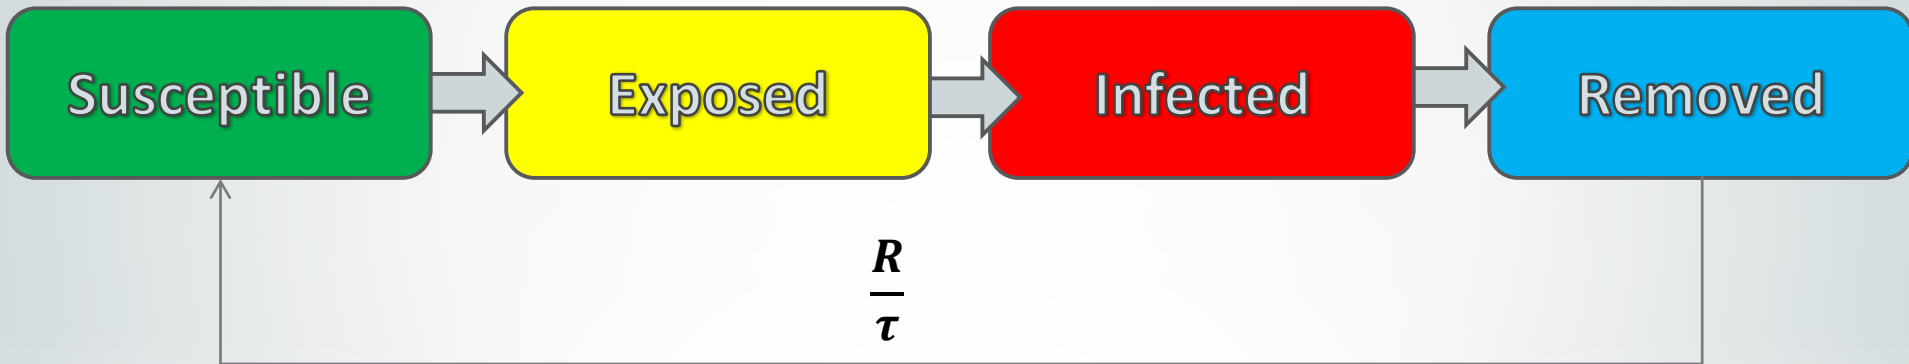 Susceptible
Exposed
Infected
Removed
R
τ